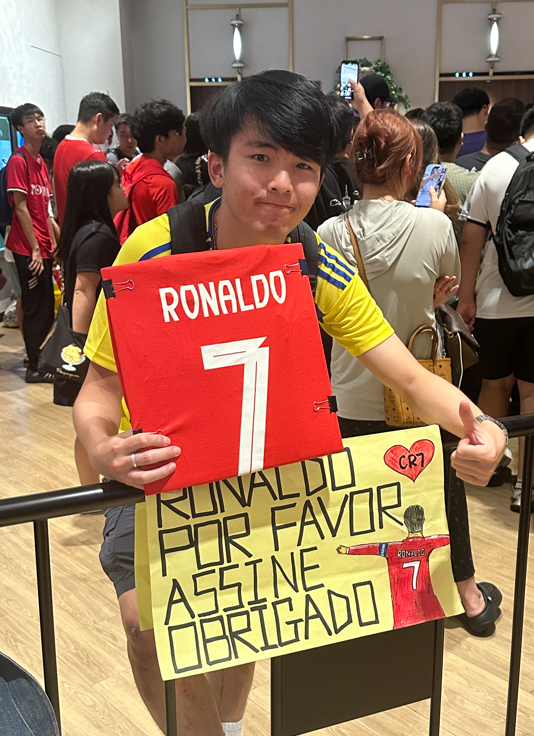 RONALDO
7
RONALDO
CR7
POR FAVOR
ASSINE
OBRIGADO
RONALDO
7